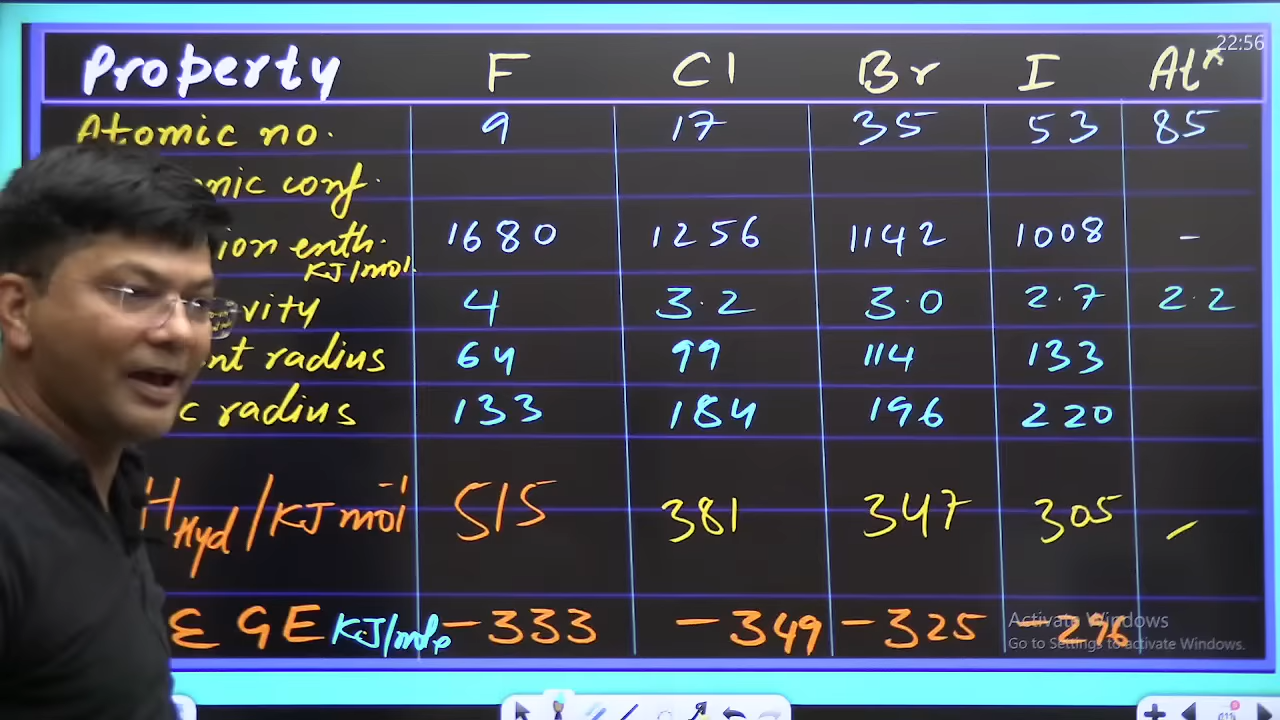 22:56
Property F Cl Br I At*
Atomic no. 9 17 35 53 85
onic conf.
ion enth. 1680 1256 1142 1008 -
KJ/mol.
vity 4 3.2 3.0 2.7 2.2
nt radius 64 99 114 133
c radius 133 184 196 220
H Hyd/KJ mol⁻¹ 515 381 347 305 -
EGE KJ/mole -333 -349 -325 -296
Activate Windows
Go to Settings to activate Windows.